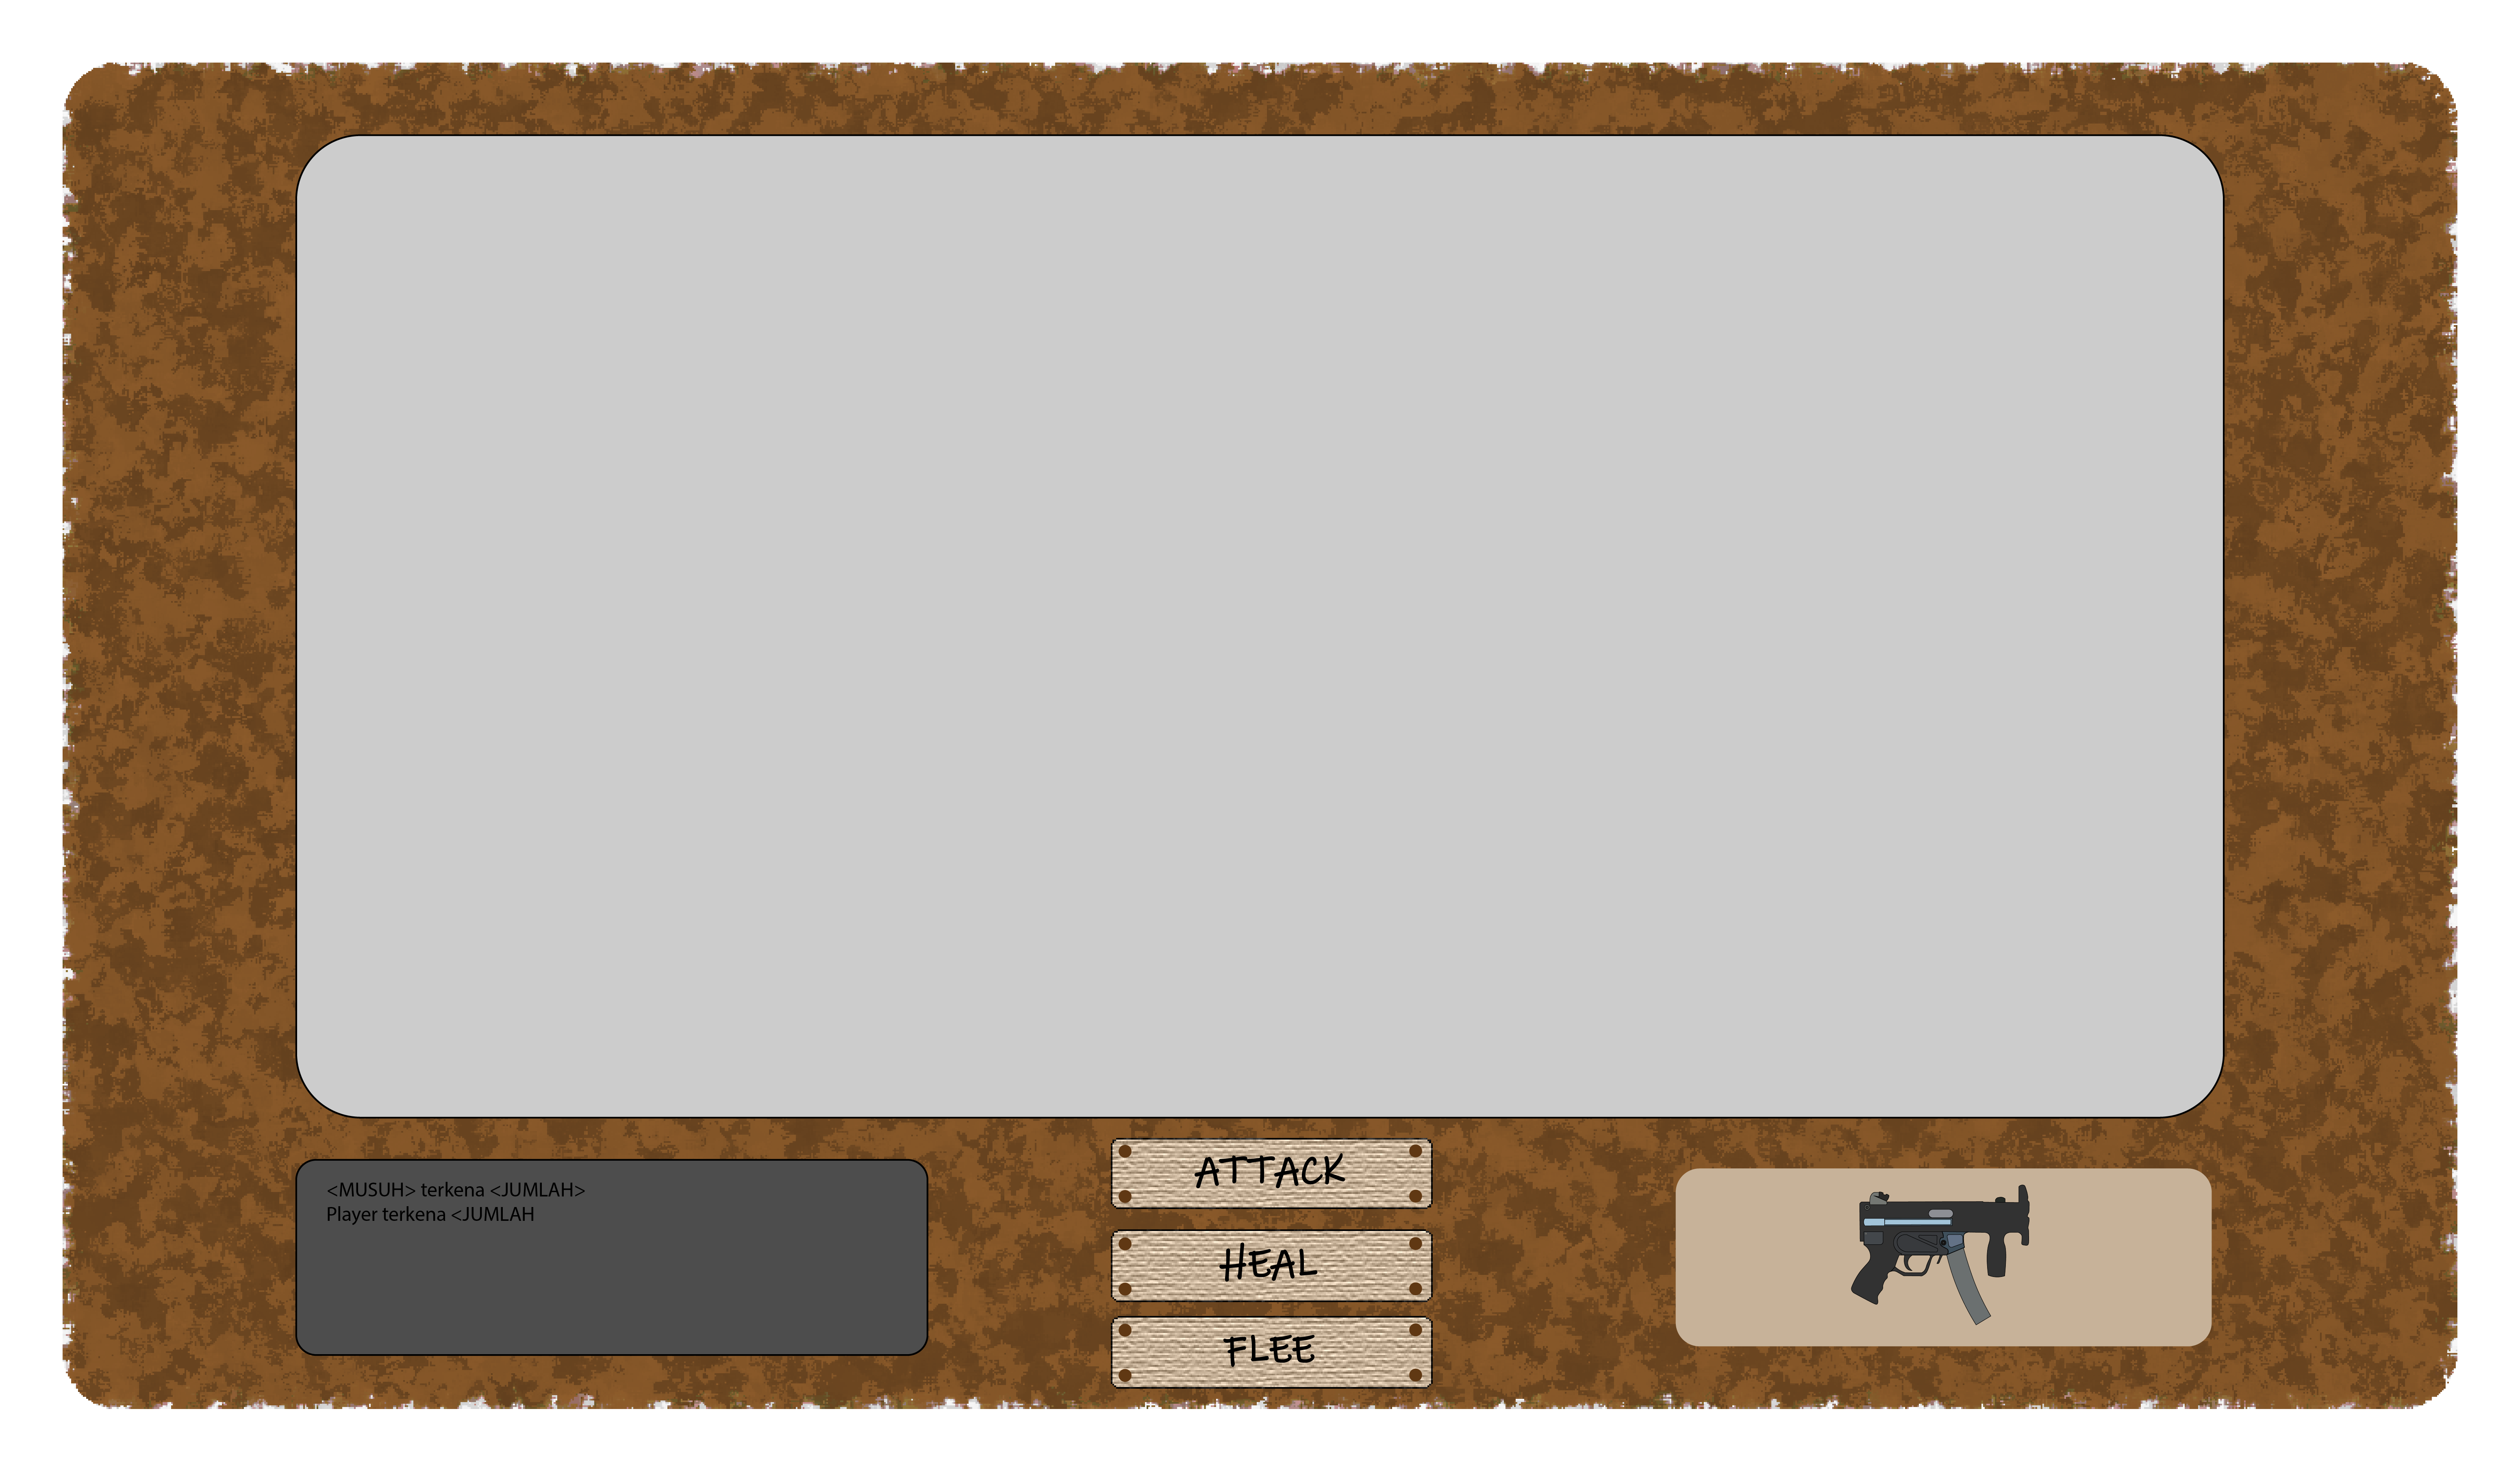 <MUSUH> terkena <JUMLAH>
Player terkena <JUMLAH
ATTACK
HEAL
FLEE